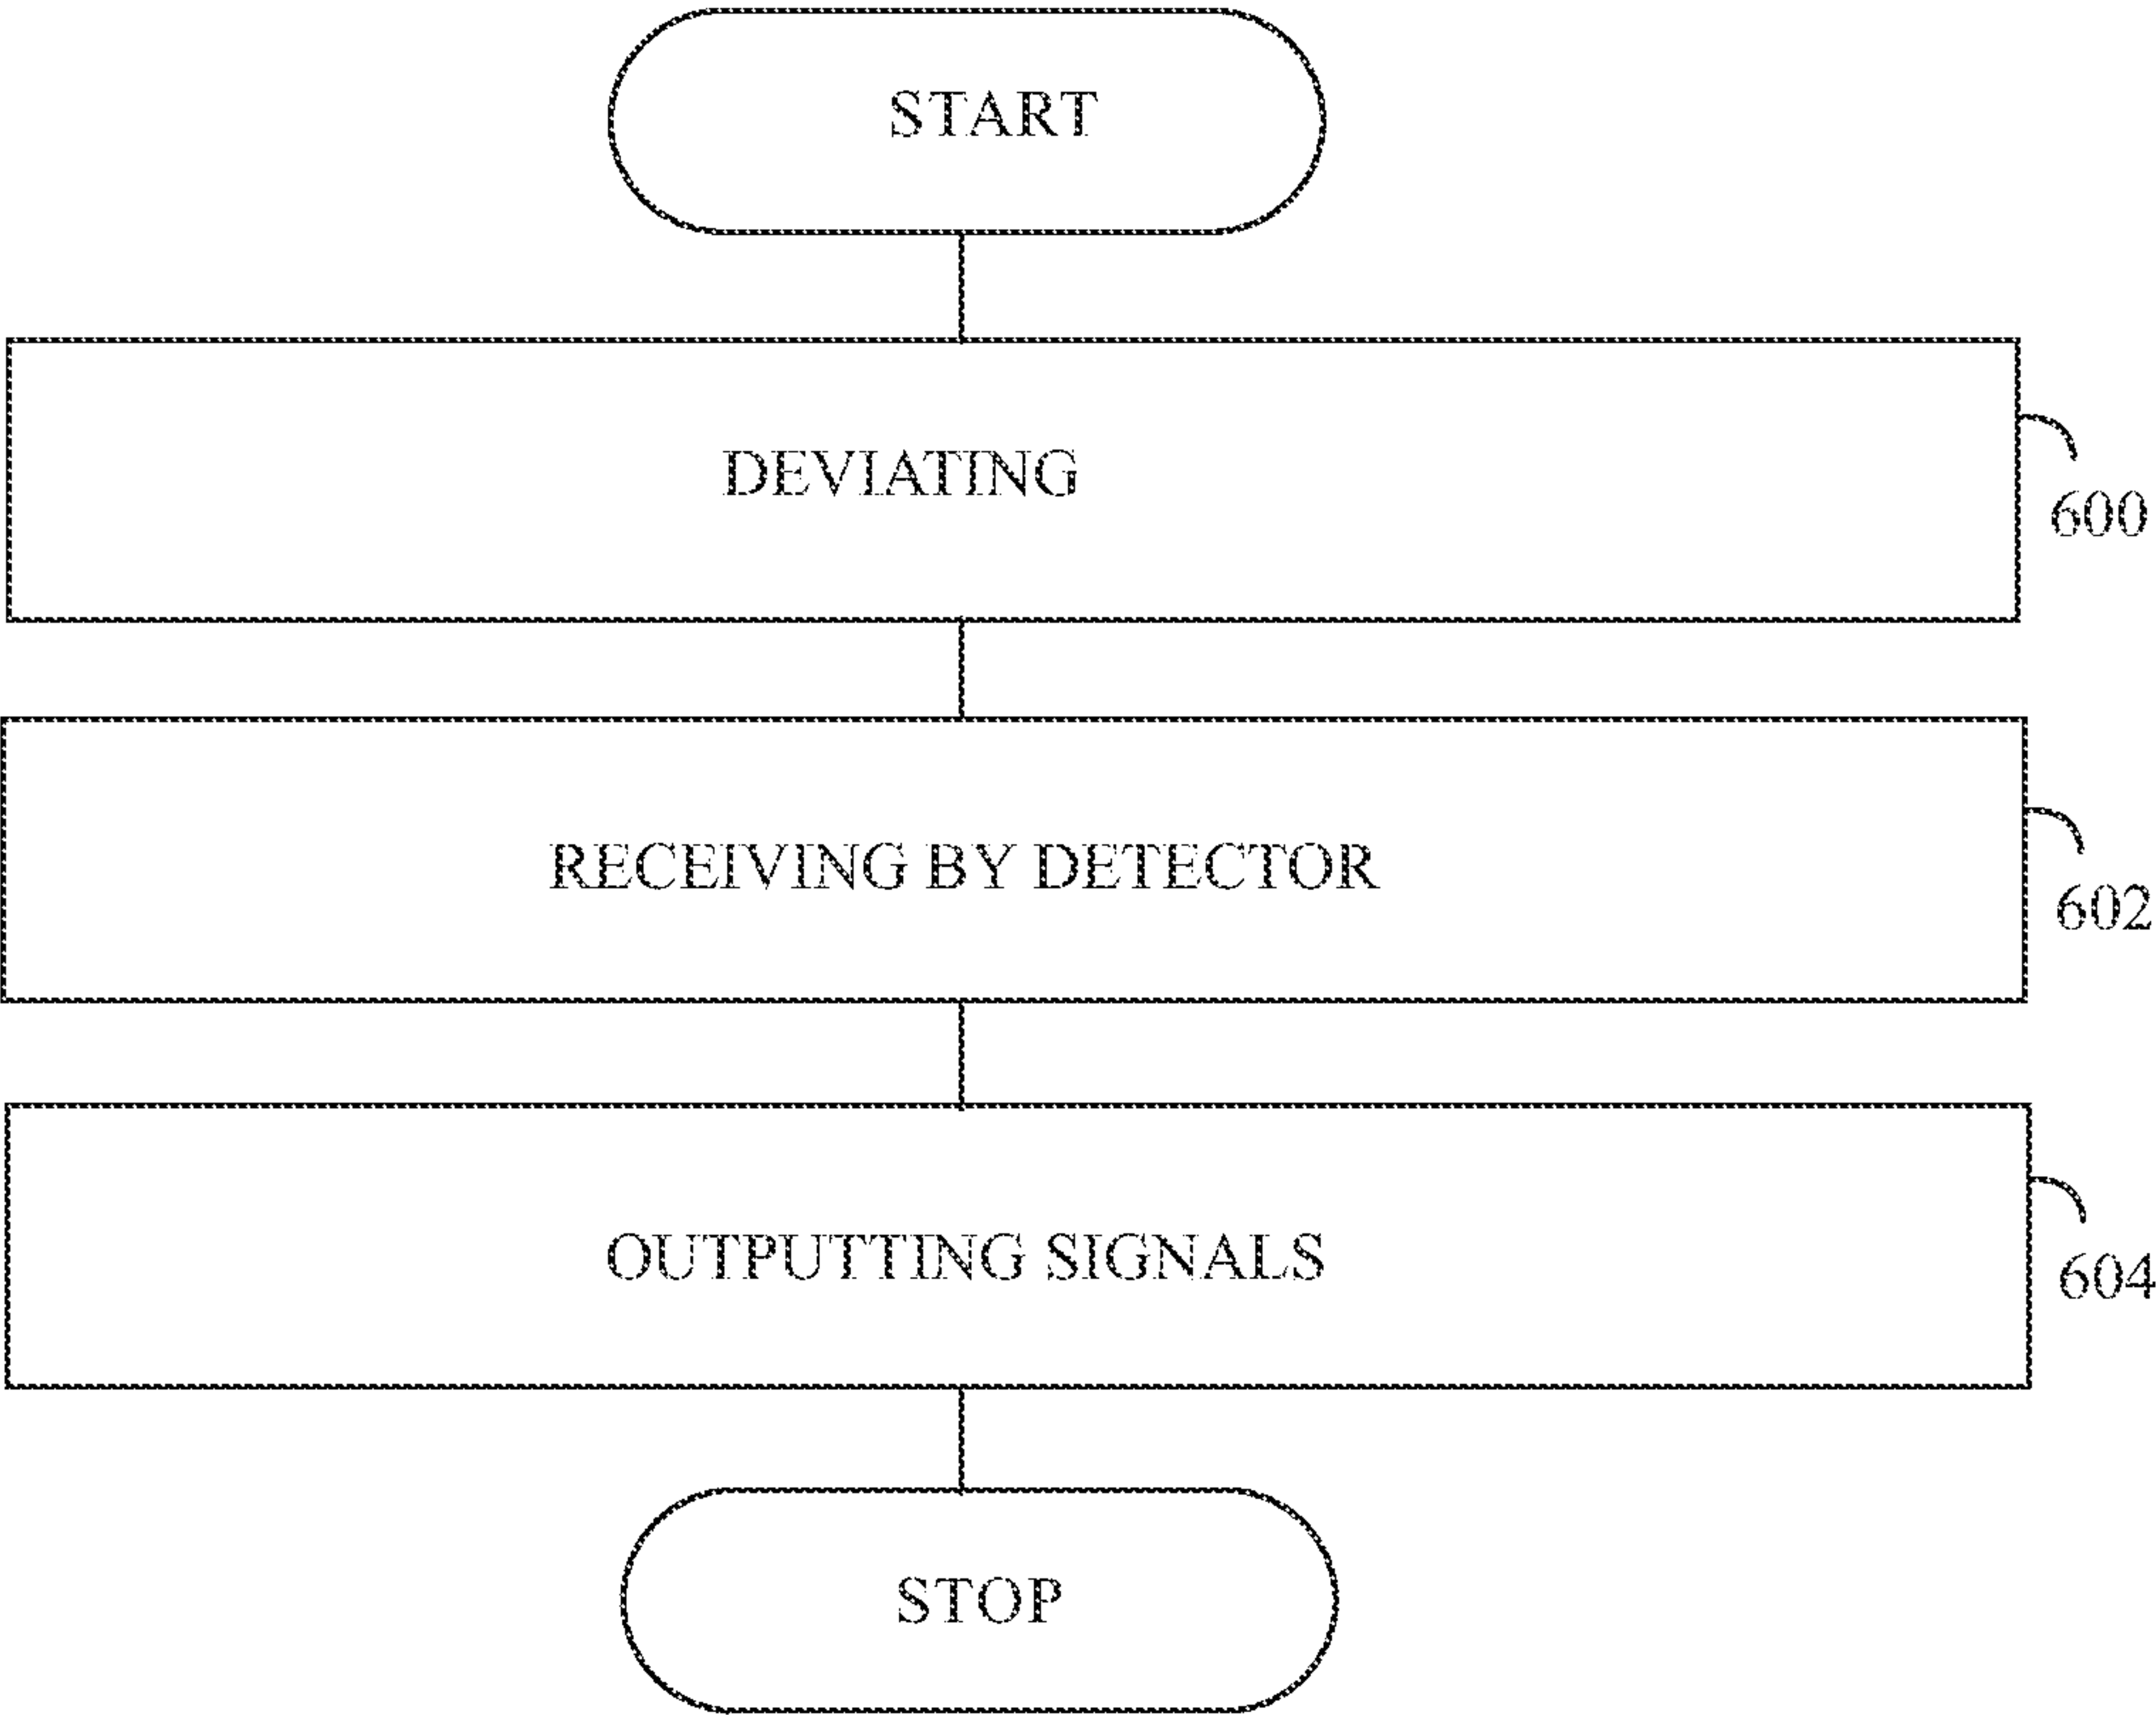 START
DEVIATING
600
RECEIVING BY DETECTOR
602
OUTPUTTING SIGNALS
604
STOP